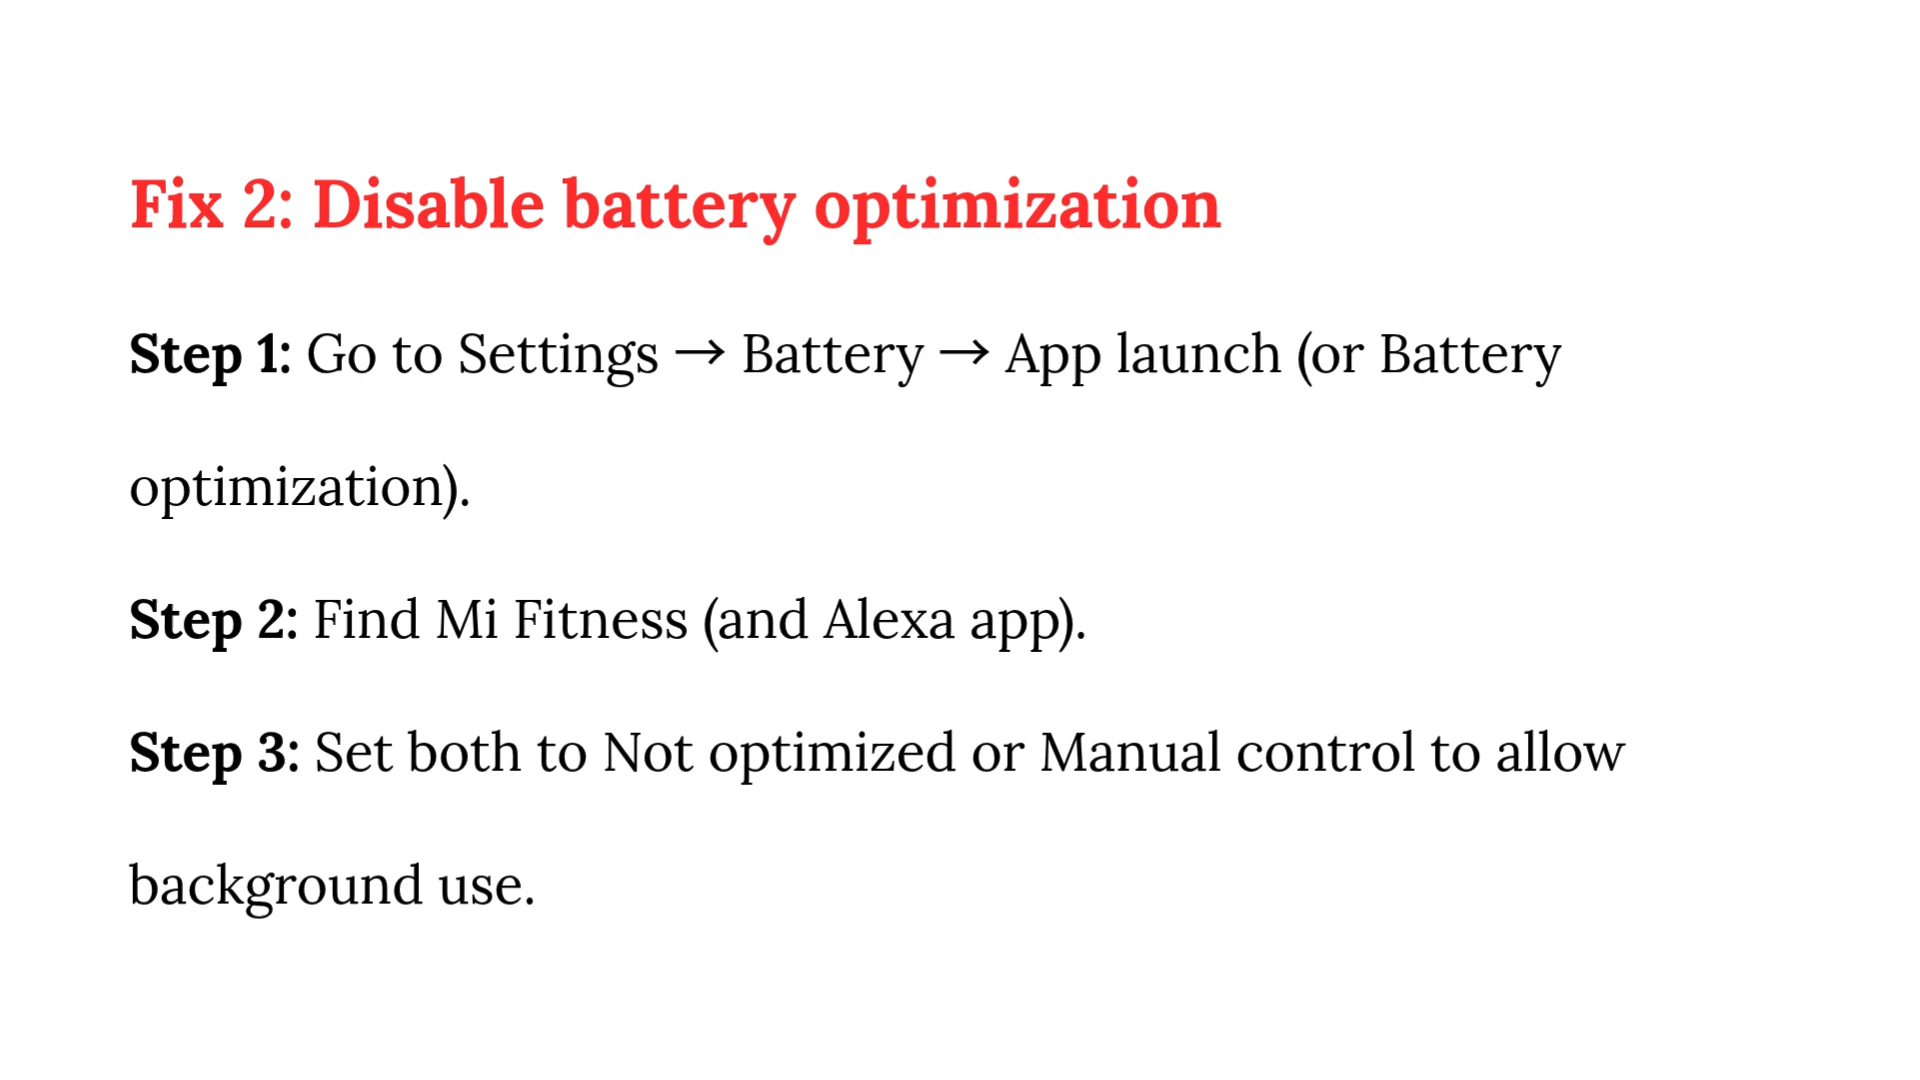 Fix 2: Disable battery optimization
Step 1: Go to Settings → Battery → App launch (or Battery
optimization).
Step 2: Find Mi Fitness (and Alexa app).
Step 3: Set both to Not optimized or Manual control to allow
background use.